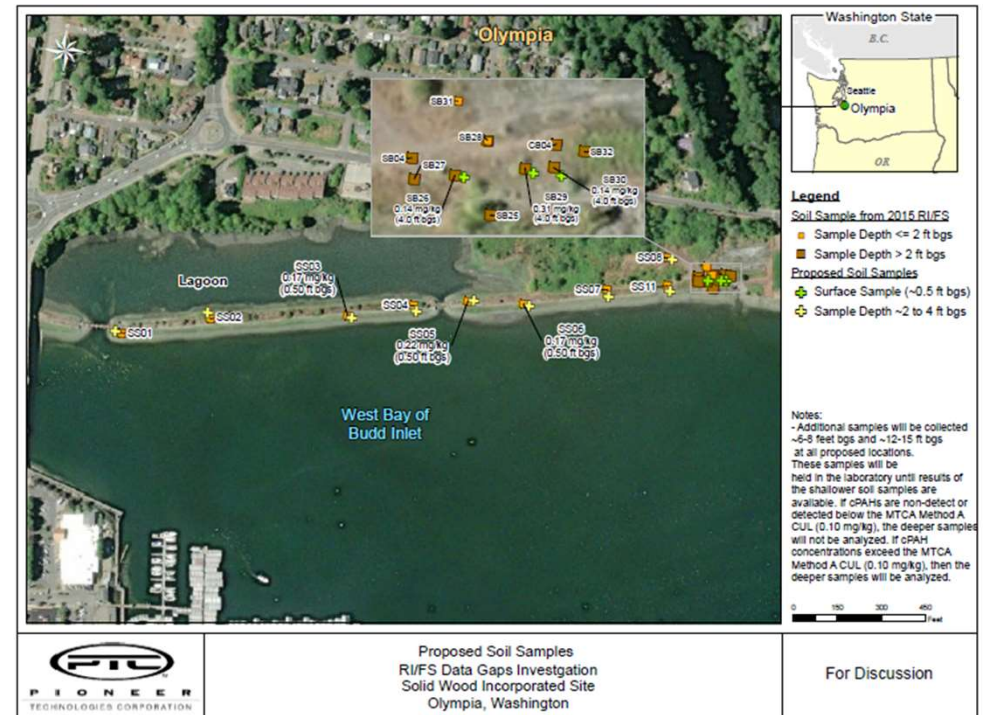 Olympia
SB31
SB28
CB04
SB32
SB04
SB27
SB26
0.14 mg/kg
(4.0 ft bgs)
SB29
0.31 mg/kg
(4.0 ft bgs)
SB30
0.14 mg/kg
(4.0 ft bgs)
SB25
Lagoon
SS01
SS02
SS03
0.17 mg/kg
(0.50 ft bgs)
SS04
SS05
0.22 mg/kg
(0.50 ft bgs)
SS06
0.17 mg/kg
(0.50 ft bgs)
SS07
SS08
SS11
West Bay of
Budd Inlet
Washington State
B.C.
Seattle
Olympia
OR
Legend
Soil Sample from 2015 RI/FS
Sample Depth <= 2 ft bgs
Sample Depth > 2 ft bgs
Proposed Soil Samples
Surface Sample (~0.5 ft bgs)
Sample Depth ~2 to 4 ft bgs
Notes:
- Additional samples will be collected
~6-8 feet bgs and ~12-15 ft bgs
at all proposed locations.
These samples will be
held in the laboratory until results of
the shallower soil samples are
available. If cPAHs are non-detect or
detected below the MTCA Method A
CUL (0.10 mg/kg), the deeper samples
will not be analyzed. If cPAH
concentrations exceed the MTCA
Method A CUL (0.10 mg/kg), then the
deeper samples will be analyzed.
0 150 300 450
Feet
PTC
PIONEER
TECHNOLOGIES CORPORATION
Proposed Soil Samples
RI/FS Data Gaps Investgation
Solid Wood Incorporated Site
Olympia, Washington
For Discussion